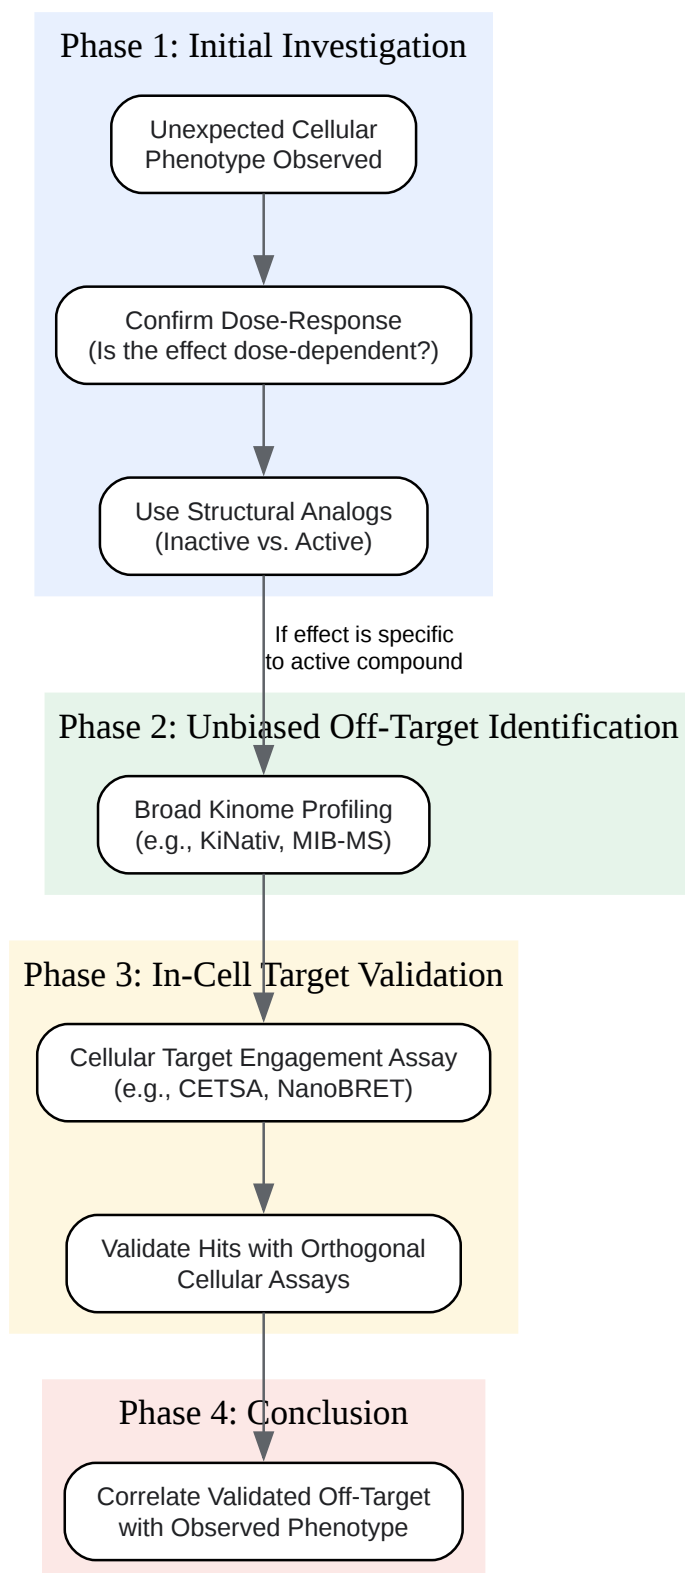 Phase 1: Initial Investigation
Unexpected Cellular
Phenotype Observed
Confirm Dose-Response
(Is the effect dose-dependent?)
Use Structural Analogs
(Inactive vs. Active)
If effect is specific
to active compound
Phase 2: Unbiased Off-Target Identification
Broad Kinome Profiling
(e.g., KiNativ, MIB-MS)
Phase 3: In-Cell Target Validation
Cellular Target Engagement Assay
(e.g., CETSA, NanoBRET)
Validate Hits with Orthogonal
Cellular Assays
Phase 4: Conclusion
Correlate Validated Off-Target
with Observed Phenotype